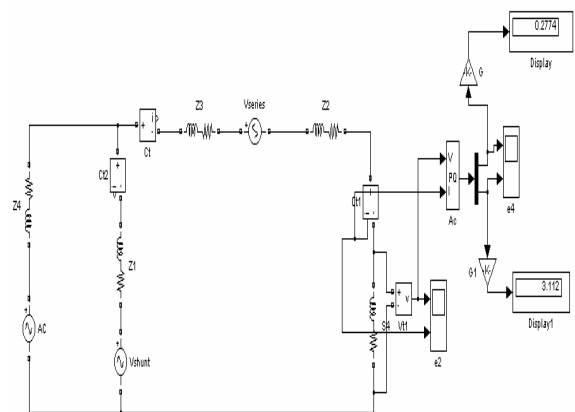 0.2774
Display
-K-
G
Z3
Vseries
Z2
i
Ct
V
I
PQ
Ac
e4
Ct2
Ct1
Z4
Z1
G1
-K-
3.112
Display1
S4
v
Vt1
e2
AC
Vshunt